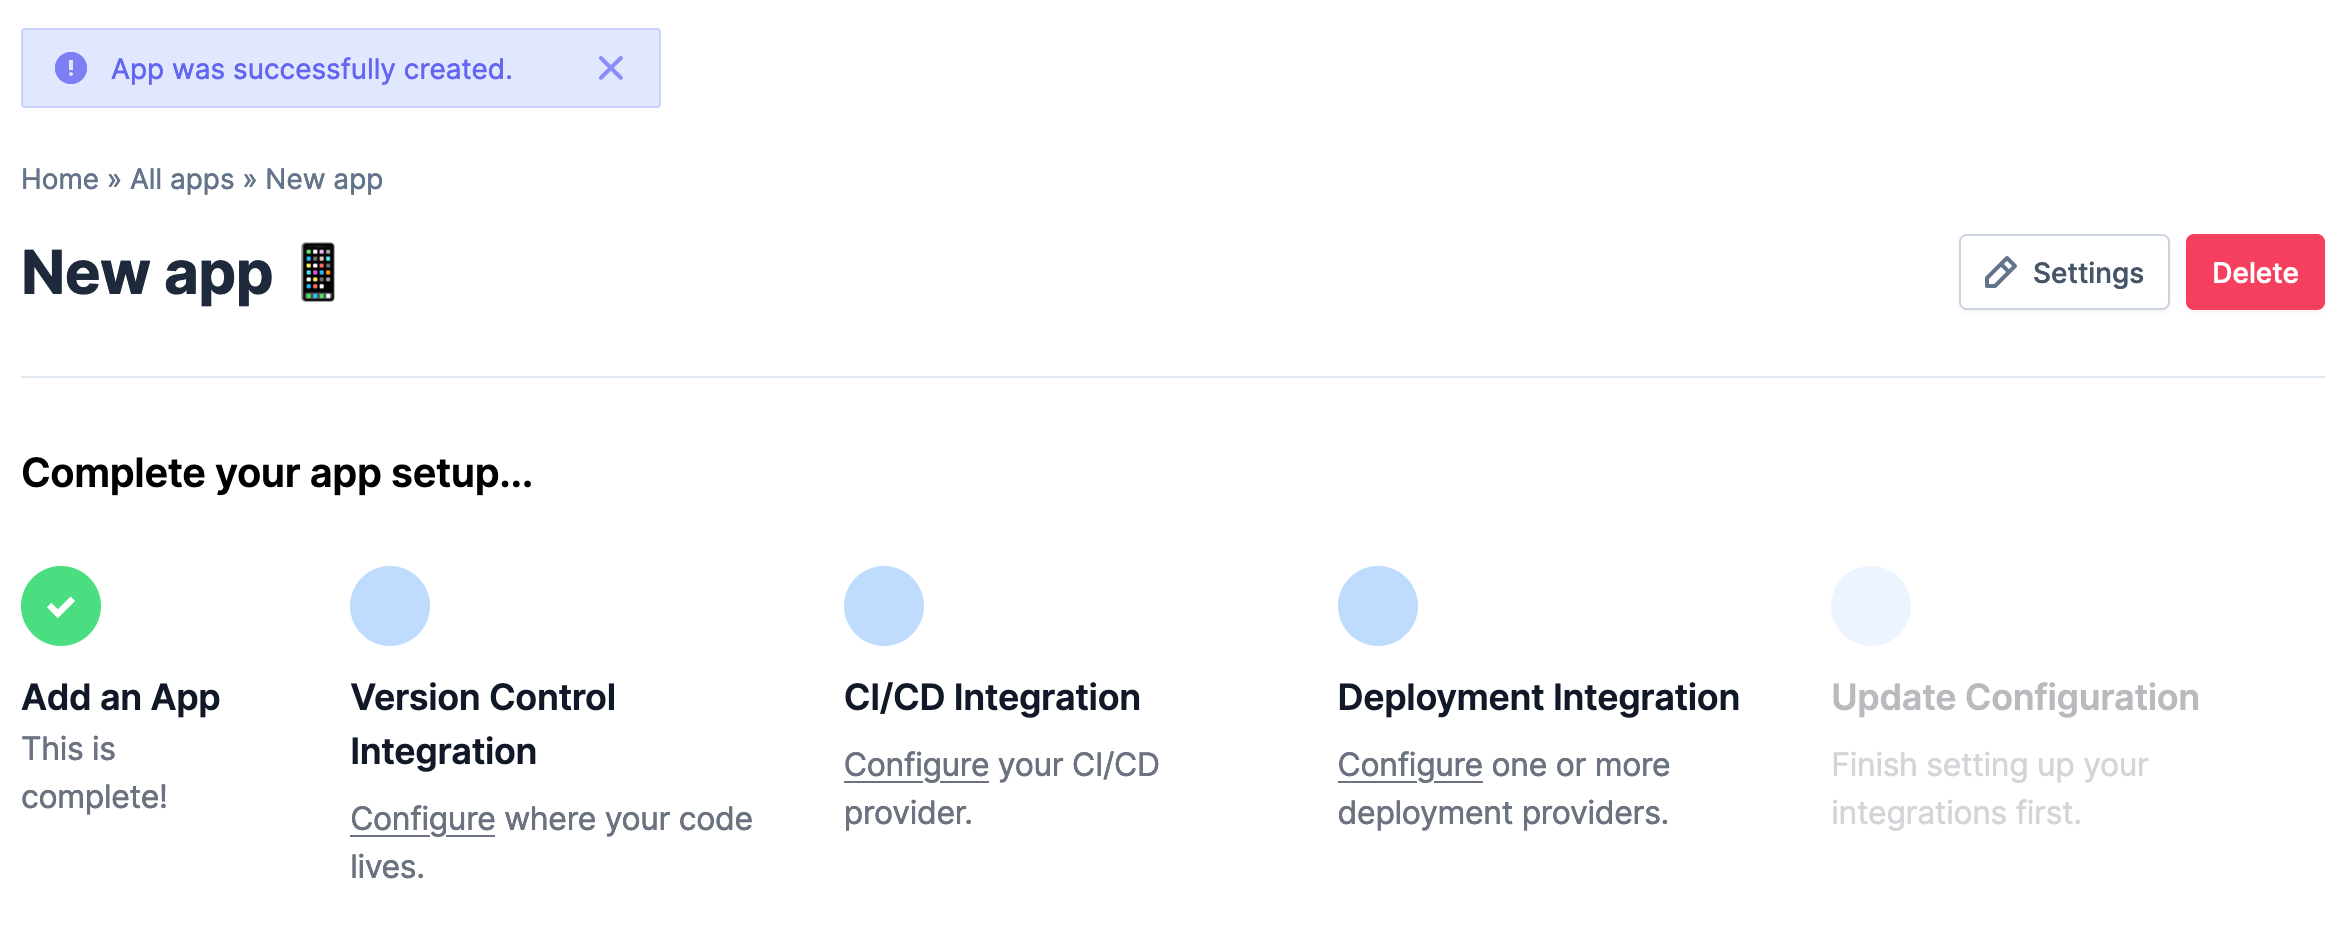 App was successfully created.
Home » All apps » New app
New app 📱
Settings
Delete
Complete your app setup...
Add an App
This is
complete!
Version Control
Integration
Configure where your code
lives.
CI/CD Integration
Configure your CI/CD
provider.
Deployment Integration
Configure one or more
deployment providers.
Update Configuration
Finish setting up your
integrations first.